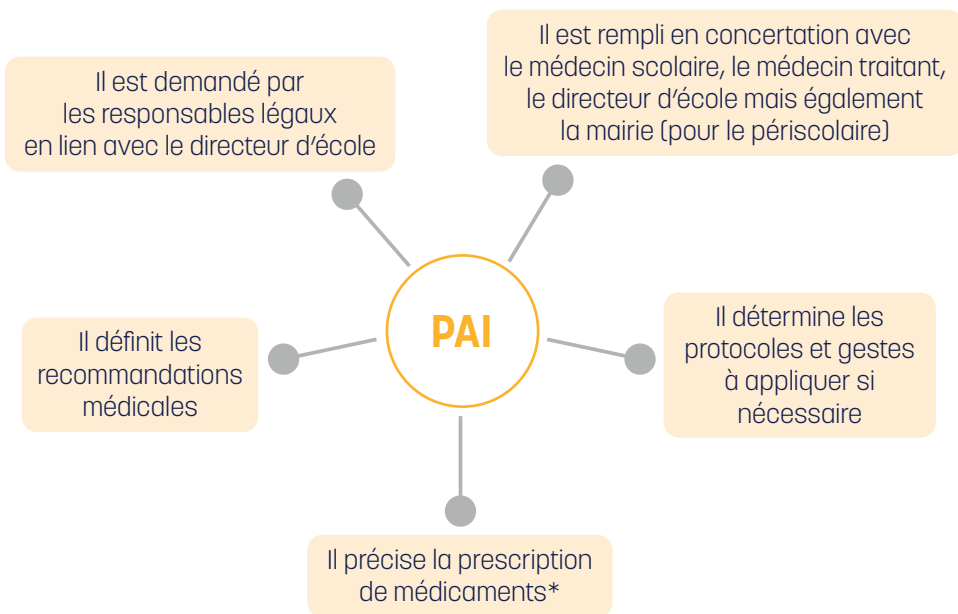 Il est demandé par
les responsables légaux
en lien avec le directeur d'école
Il est rempli en concertation avec
le médecin scolaire, le médecin traitant,
le directeur d'école mais également
la mairie (pour le périscolaire)
PAI
Il définit les
recommandations
médicales
Il détermine les
protocoles et gestes
à appliquer si
nécessaire
Il précise la prescription
de médicaments*